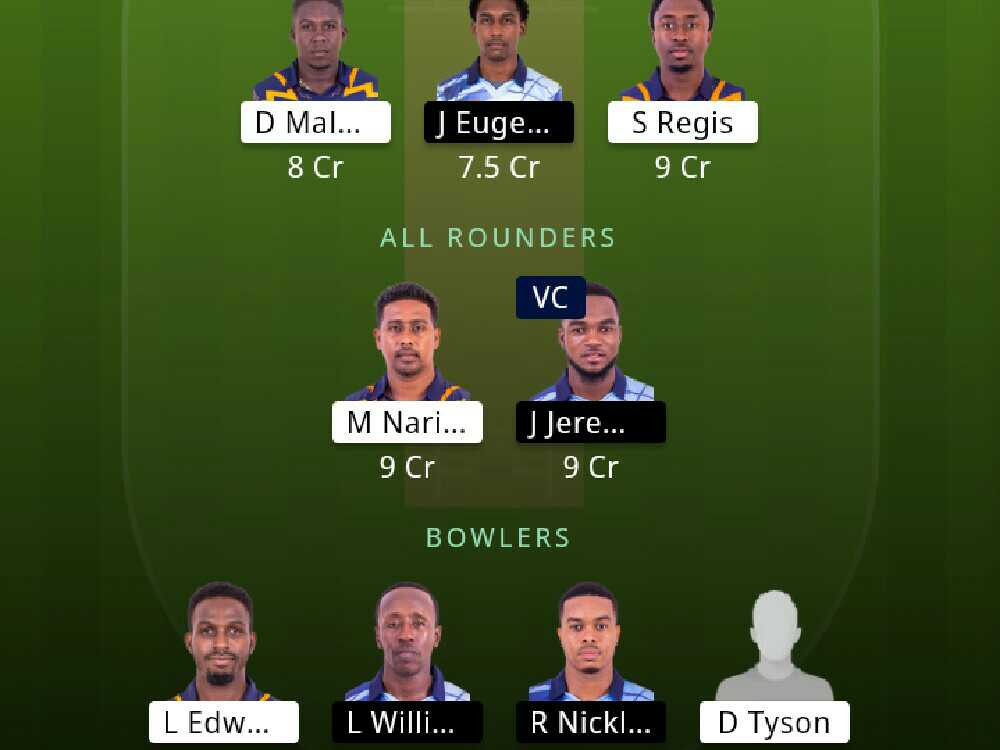 D Mal... J Euge... S Regis
8 Cr 7.5 Cr 9 Cr
ALL ROUNDERS
VC
M Nari... J Jere...
9 Cr 9 Cr
BOWLERS
L Edw... L Willi... R Nickl... D Tyson